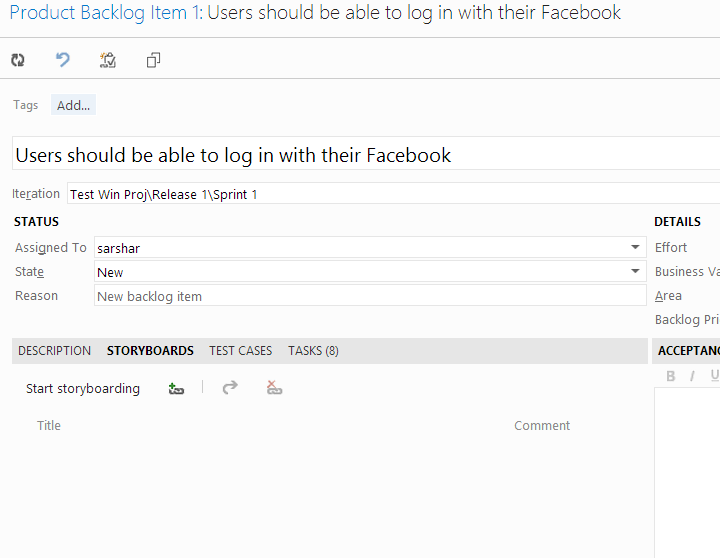 Product Backlog Item 1: Users should be able to log in with their Facebook
Tags Add...
Users should be able to log in with their Facebook
Iteration Test Win Proj\Release 1\Sprint 1
STATUS DETAILS
Assigned To sarshar Effort
State New Business Va
Reason New backlog item Area
Backlog Pri
DESCRIPTION STORYBOARDS TEST CASES TASKS (8) ACCEPTANC
Start storyboarding B I U
Title Comment